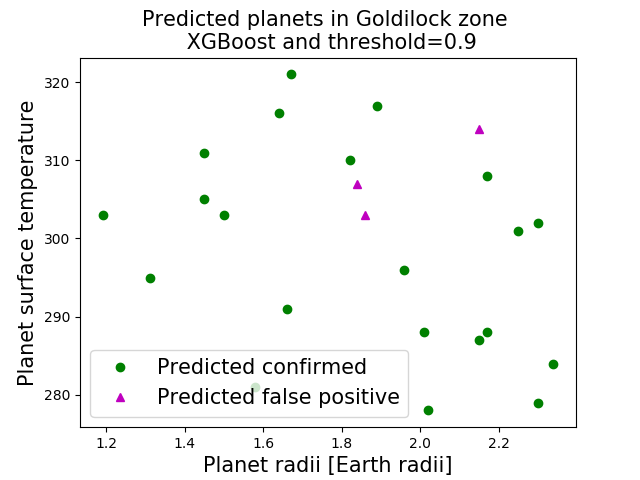 Predicted planets in Goldilock zone
XGBoost and threshold=0.9
Planet surface temperature
320
310
300
290
280
Predicted confirmed
Predicted false positive
1.2 1.4 1.6 1.8 2.0 2.2
Planet radii [Earth radii]